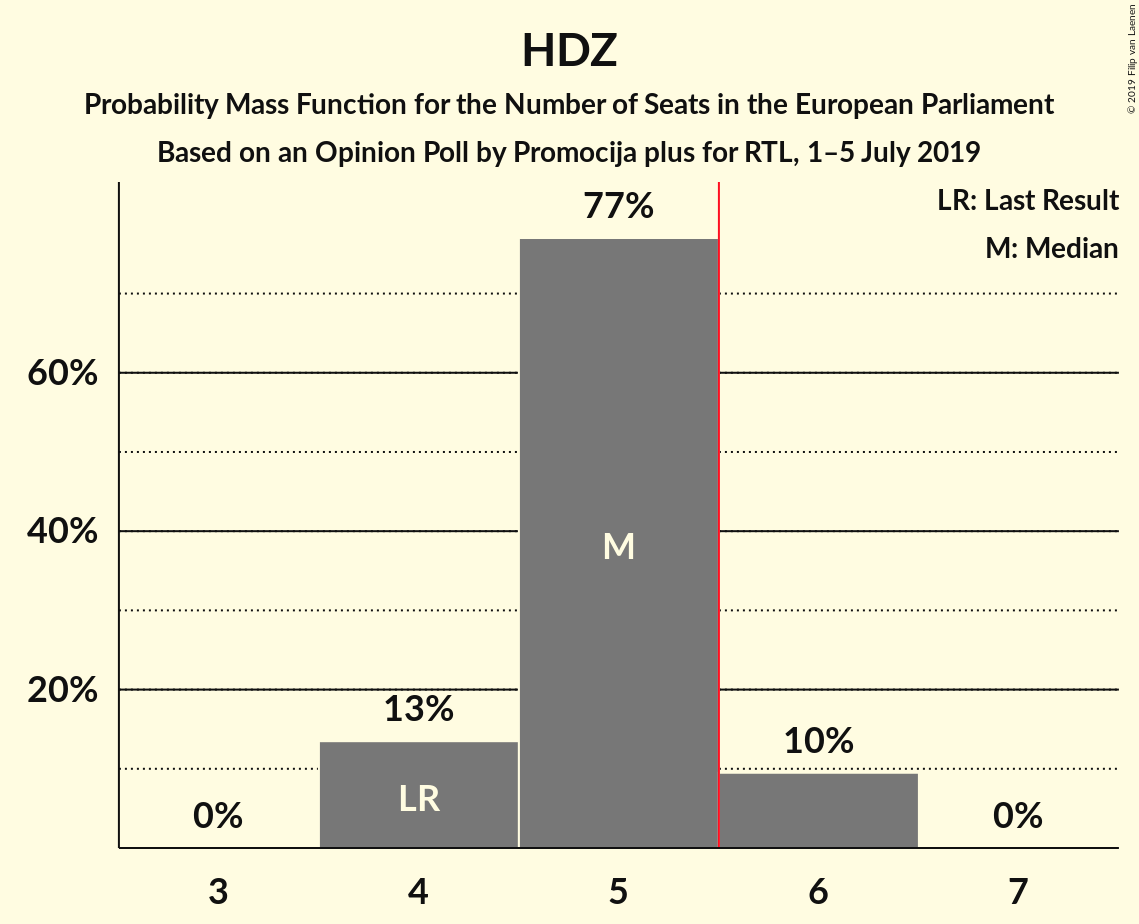 HDZ
Probability Mass Function for the Number of Seats in the European Parliament
Based on an Opinion Poll by Promocija plus for RTL, 1–5 July 2019
© 2019 Filip van Laenen
LR: Last Result
M: Median
77%
60%
40%
20%
M
13%
10%
LR
0%
0%
3 4 5 6 7